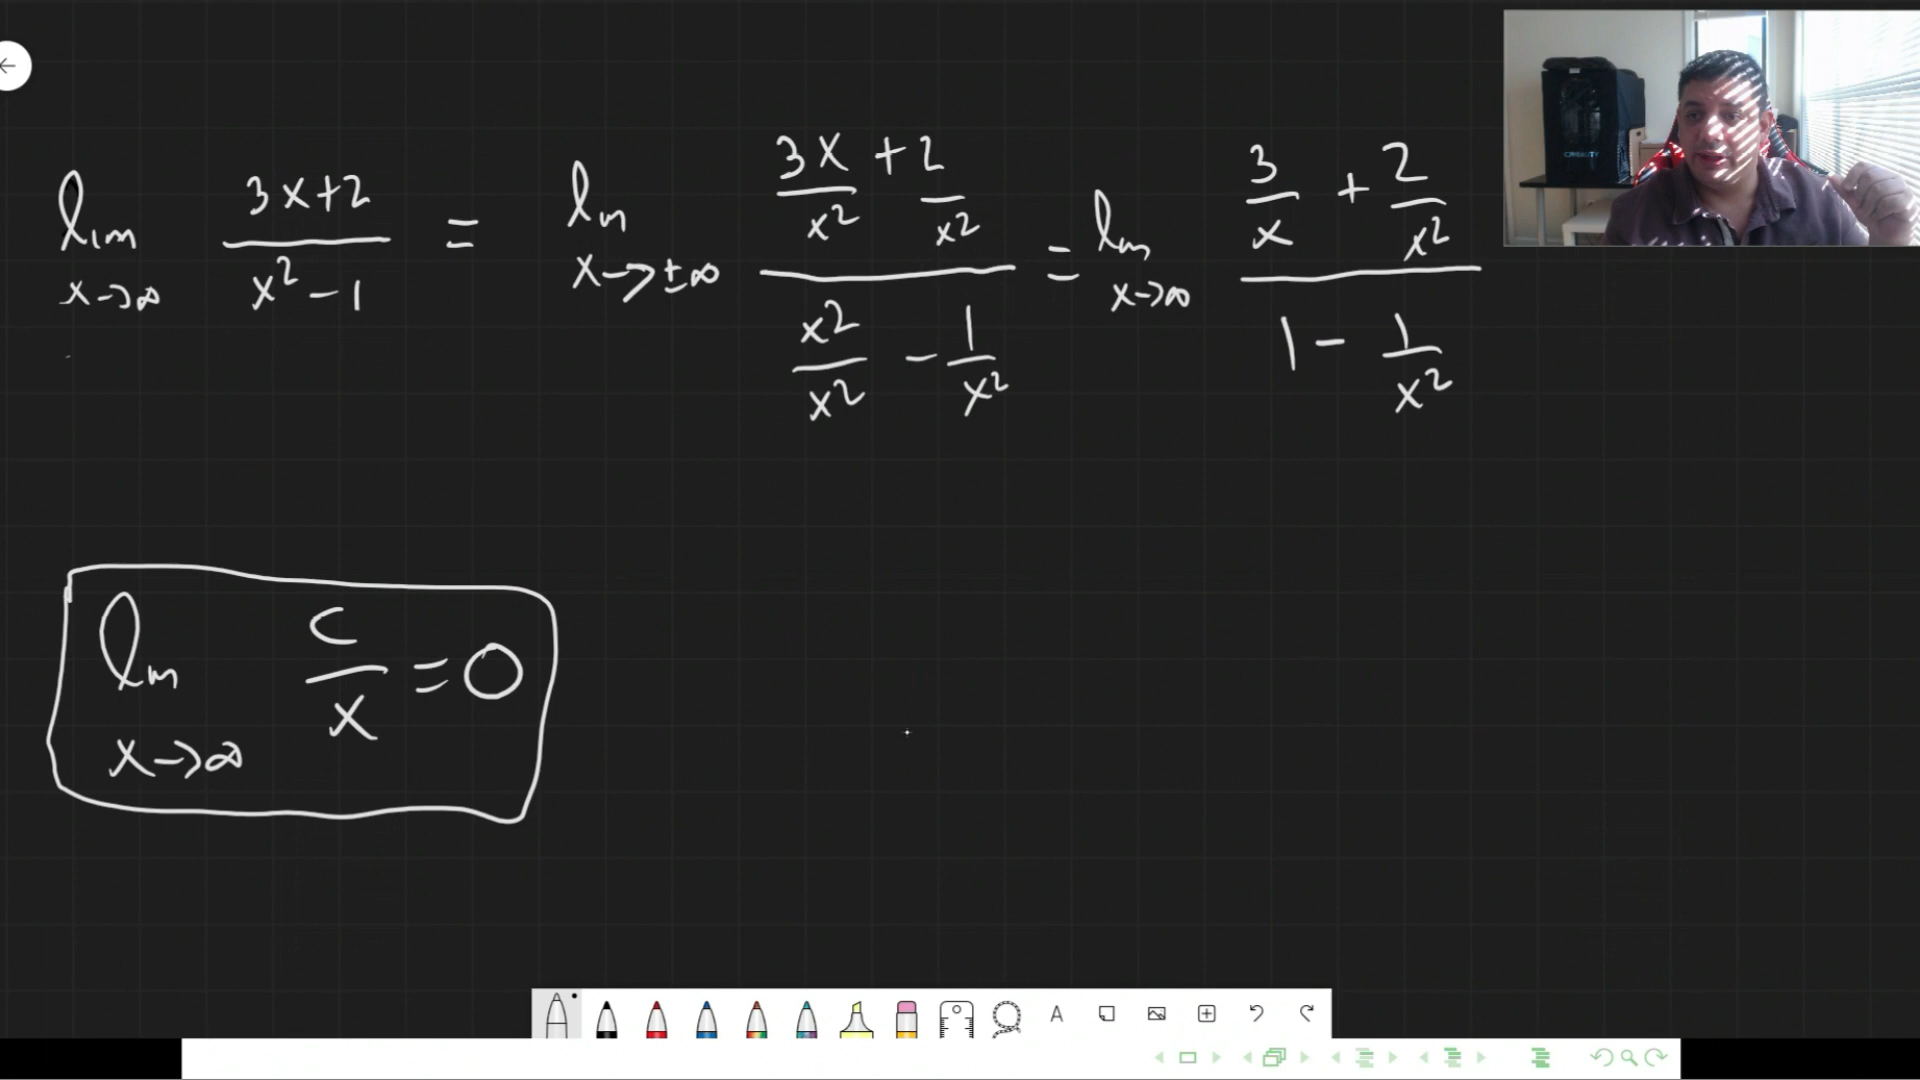 lim x→∞ 3x+2 / x² - 1 = lim x→±∞ (3x/x² + 2/x²) / (x²/x² - 1/x²) = lim x→∞ (3/x + 2/x²) / (1 - 1/x²)
lim x→∞ c/x = 0
A